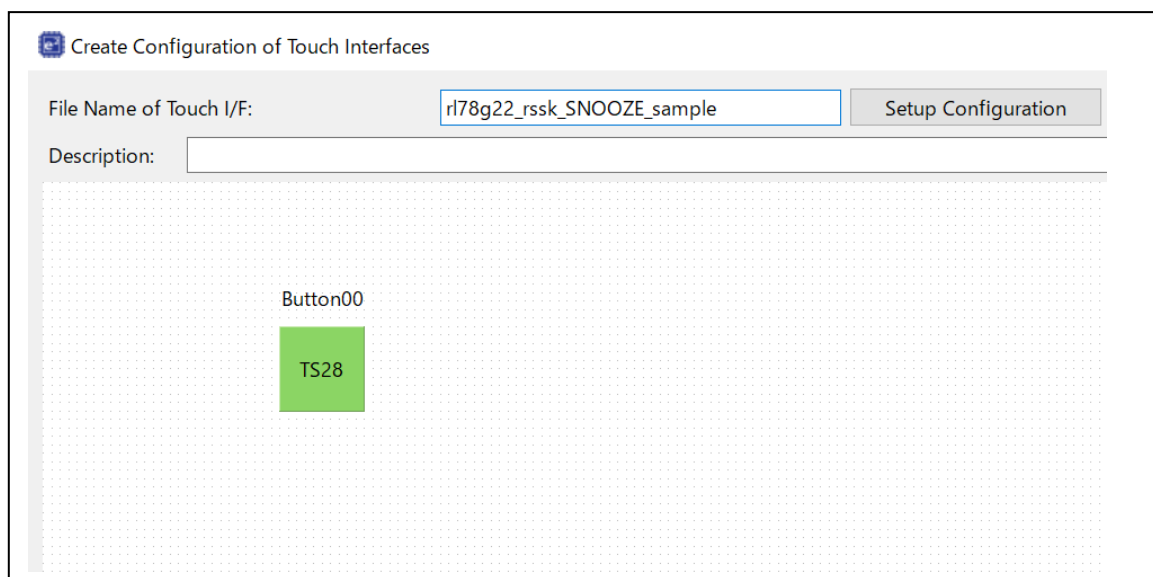 Create Configuration of Touch Interfaces
File Name of Touch I/F: rl78g22_rssk_SNOOZE_sample Setup Configuration
Description:
Button00
TS28